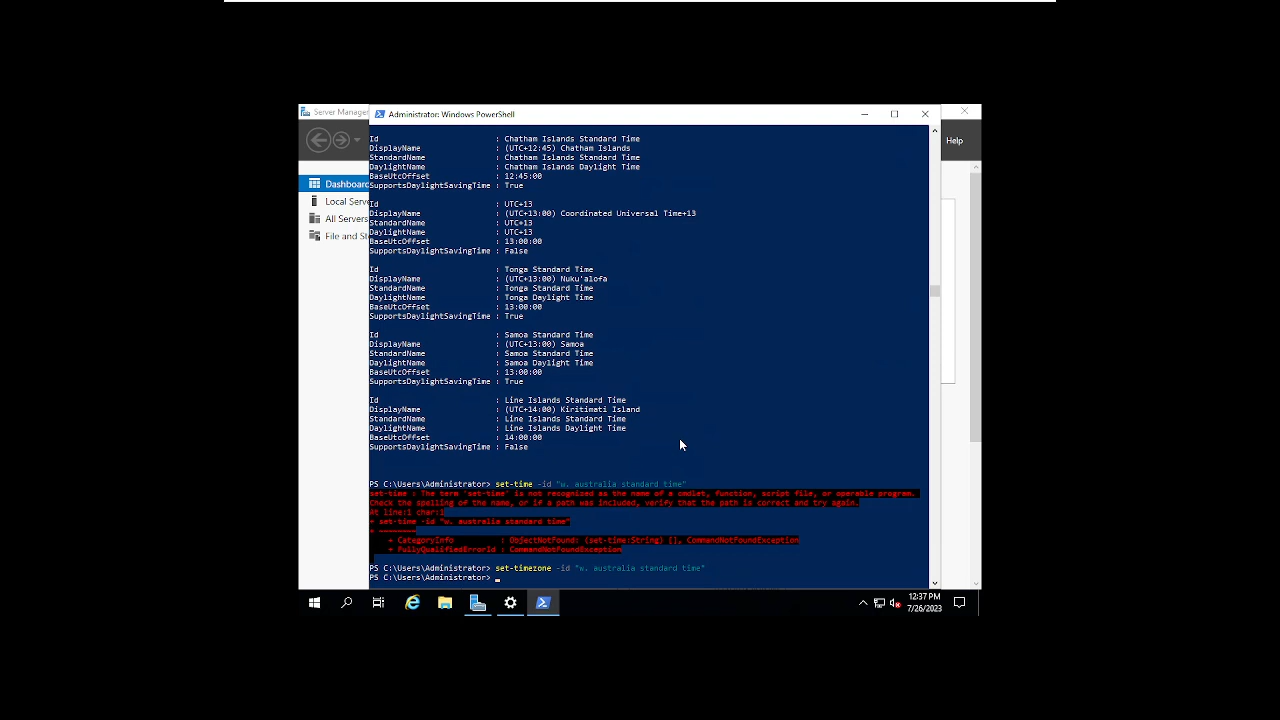 Server Manager
Administrator: Windows PowerShell
Help
Dashboard
Local Serve
All Servers
File and St
Id : Chatham Islands Standard Time
DisplayName : (UTC+12:45) Chatham Islands
StandardName : Chatham Islands Standard Time
DaylightName : Chatham Islands Daylight Time
BaseUtcOffset : 12:45:00
SupportsDaylightSavingTime : True
Id : UTC+13
DisplayName : (UTC+13:00) Coordinated Universal Time+13
StandardName : UTC+13
DaylightName : UTC+13
BaseUtcOffset : 13:00:00
SupportsDaylightSavingTime : False
Id : Tonga Standard Time
DisplayName : (UTC+13:00) Nuku'alofa
StandardName : Tonga Standard Time
DaylightName : Tonga Daylight Time
BaseUtcOffset : 13:00:00
SupportsDaylightSavingTime : True
Id : Samoa Standard Time
DisplayName : (UTC+13:00) Samoa
StandardName : Samoa Standard Time
DaylightName : Samoa Daylight Time
BaseUtcOffset : 13:00:00
SupportsDaylightSavingTime : True
Id : Line Islands Standard Time
DisplayName : (UTC+14:00) Kiritimati Island
StandardName : Line Islands Standard Time
DaylightName : Line Islands Daylight Time
BaseUtcOffset : 14:00:00
SupportsDaylightSavingTime : False
PS C:\Users\Administrator> set-time -id "w. australia standard time"
set-time : The term 'set-time' is not recognized as the name of a cmdlet, function, script file, or operable program.
Check the spelling of the name, or if a path was included, verify that the path is correct and try again.
At line:1 char:1
+ set-time -id "w. australia standard time"
+ ~~~~~~~~
+ CategoryInfo : ObjectNotFound: (set-time:String) [], CommandNotFoundException
+ FullyQualifiedErrorId : CommandNotFoundException
PS C:\Users\Administrator> set-timezone -id "w. australia standard time"
PS C:\Users\Administrator> _
12:37 PM
7/26/2023